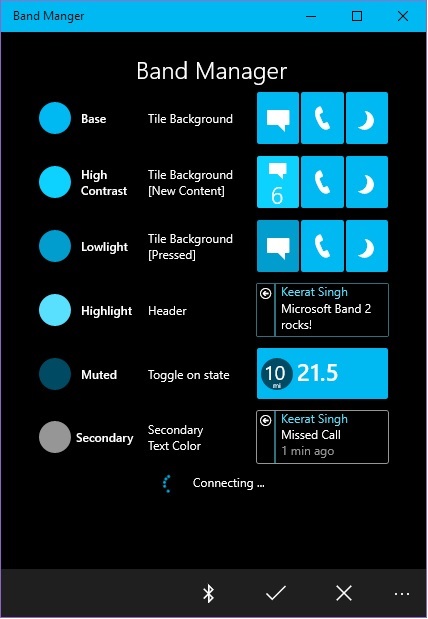 Band Manger
Band Manager
Base
Tile Background
High
Contrast
Tile Background
[New Content]
6
Lowlight
Tile Background
[Pressed]
Highlight
Header
Keerat Singh
Microsoft Band 2
rocks!
Muted
Toggle on state
10
mi
21.5
Secondary
Secondary
Text Color
Keerat Singh
Missed Call
1 min ago
Connecting ...